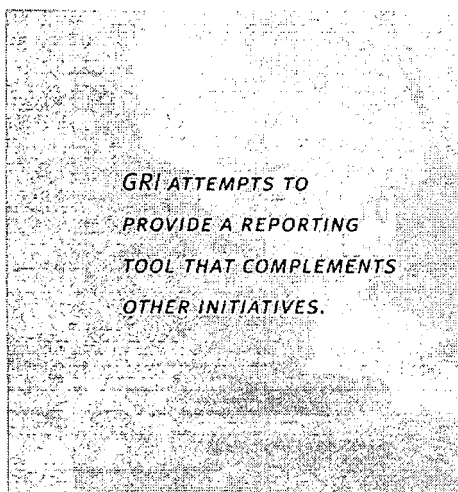 GRI ATTEMPTS TO
PROVIDE A REPORTING
TOOL THAT COMPLEMENTS
OTHER INITIATIVES.